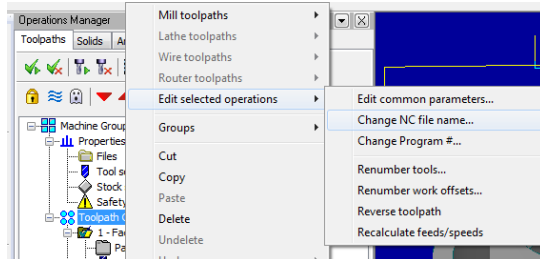 Operations Manager
Toolpaths Solids
Machine Group
Properties
Files
Tool se
Stock
Safety
Toolpath G
1 - Fac
Pa
Mill toolpaths
Lathe toolpaths
Wire toolpaths
Router toolpaths
Edit selected operations
Groups
Cut
Copy
Paste
Delete
Undelete
Edit common parameters...
Change NC file name...
Change Program #...
Renumber tools...
Renumber work offsets...
Reverse toolpath
Recalculate feeds/speeds